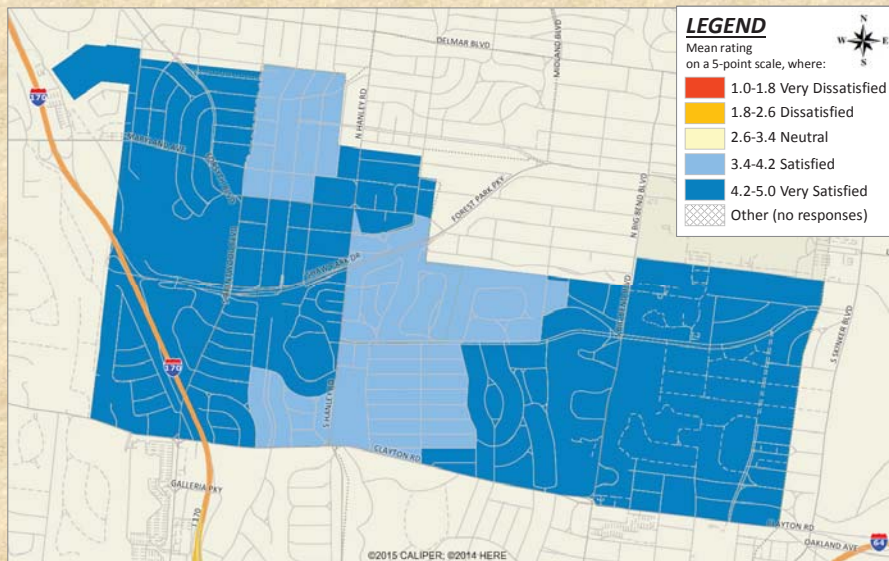 LEGEND
Mean rating
on a 5-point scale, where:
1.0-1.8 Very Dissatisfied
1.8-2.6 Dissatisfied
2.6-3.4 Neutral
3.4-4.2 Satisfied
4.2-5.0 Very Satisfied
Other (no responses)
N
W
E
S
DELMAR BLVD
MIDLAND BLVD
N HANLEY RD
170
MARYLAND AVE
FOREST PARK PKY
N BIG BEND BLVD
S SKINKER BLVD
170
S HANLEY RD
CLAYTON RD
GALLERIA PKY
I 170
CLAYTON RD
OAKLAND AVE
64
©2015 CALIPER; ©2014 HERE